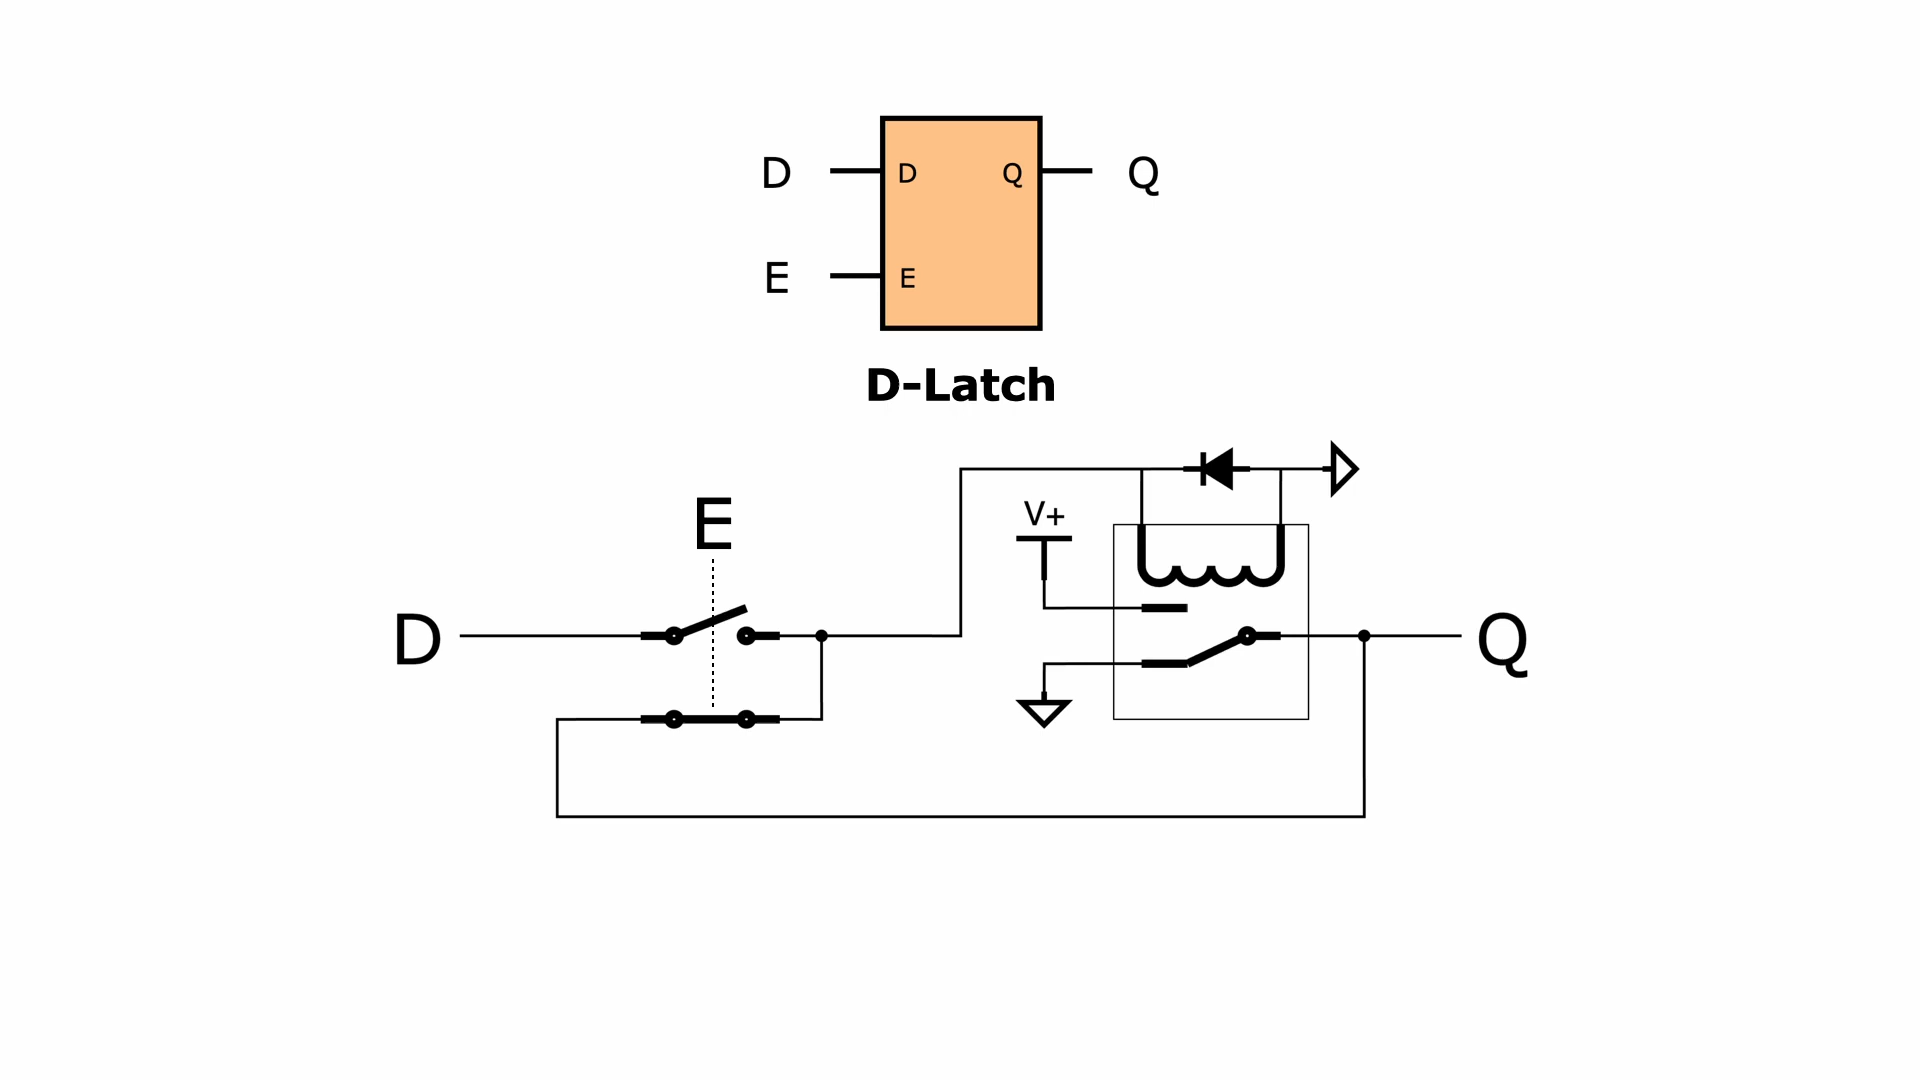 D D Q Q
E E
D-Latch
V+
E
D Q